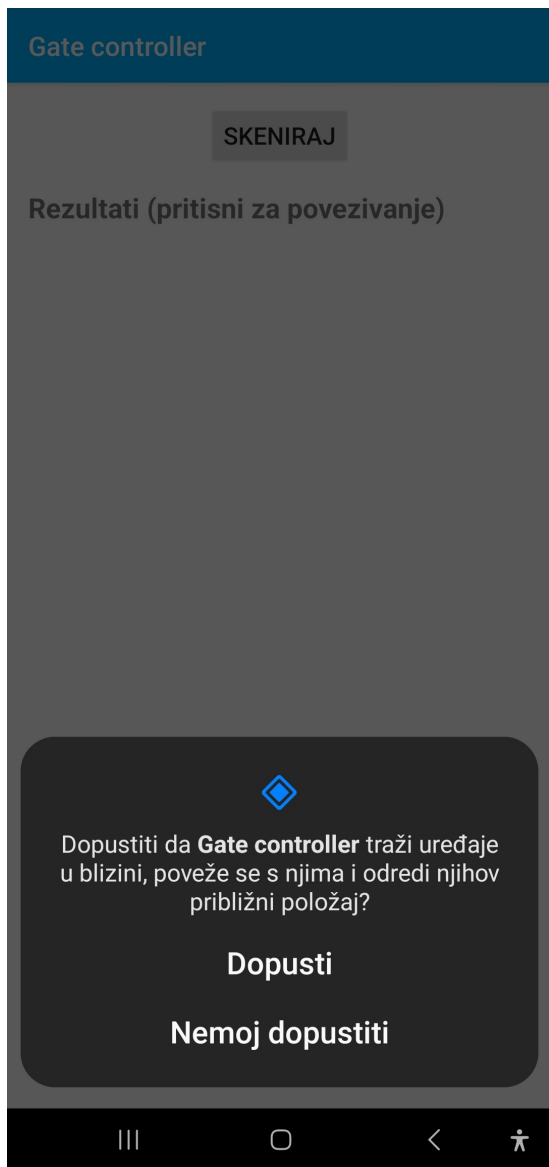 Gate controller
SKENIRAJ
Rezultati (pritisni za povezivanje)
Dopustiti da Gate controller traži uređaje
u blizini, poveže se s njima i odredi njihov
približni položaj?
Dopusti
Nemoj dopustiti